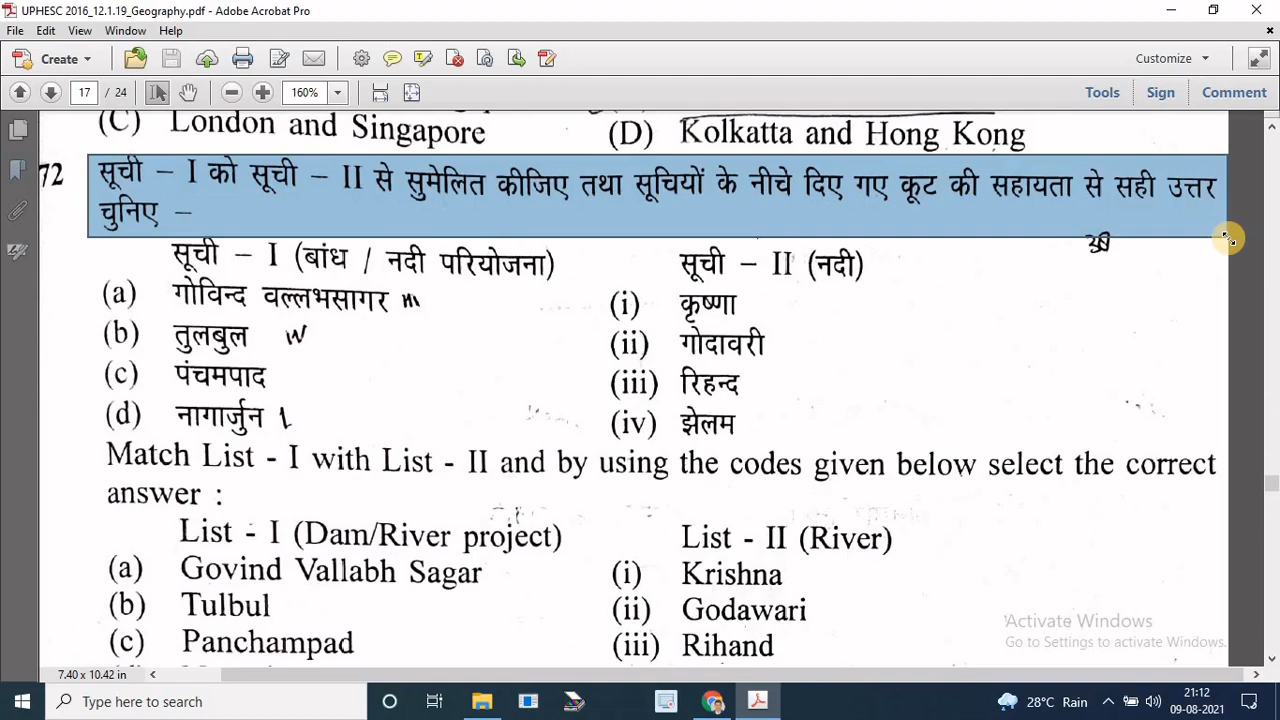 UPHESC 2016_12.1.19_Geography.pdf - Adobe Acrobat Pro
File Edit View Window Help
Create Customize
17 / 24 160% Tools Sign Comment
(C) London and Singapore (D) Kolkatta and Hong Kong
72 सूची – I को सूची – II से सुमेलित कीजिए तथा सूचियों के नीचे दिए गए कूट की सहायता से सही उत्तर
चुनिए –
सूची – I (बांध / नदी परियोजना) सूची – II (नदी)
(a) गोविन्द वल्लभसागर (i) कृष्णा
(b) तुलबुल (ii) गोदावरी
(c) पंचमपाद (iii) रिहन्द
(d) नागार्जुन (iv) झेलम
Match List - I with List - II and by using the codes given below select the correct
answer :
List - I (Dam/River project) List - II (River)
(a) Govind Vallabh Sagar (i) Krishna
(b) Tulbul (ii) Godawari
(c) Panchampad (iii) Rihand
Activate Windows
Go to Settings to activate Windows.
7.40 x 10.42 in
Type here to search 28°C Rain 21:12
09-08-2021